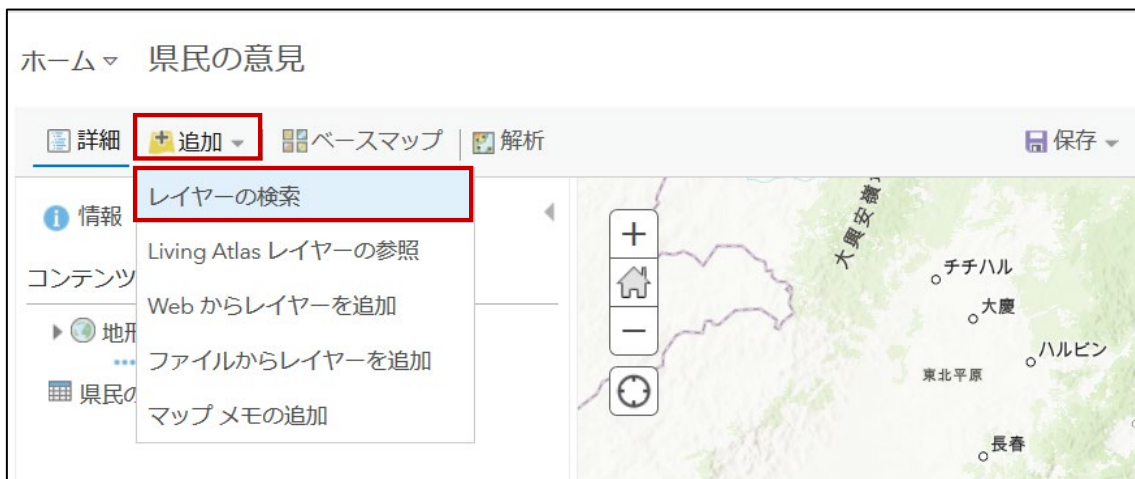 ホーム 県民の意見
詳細 追加 ベースマップ 解析 保存
レイヤーの検索
Living Atlas レイヤーの参照
Web からレイヤーを追加
ファイルからレイヤーを追加
マップ メモの追加
情報
コンテンツ
地形
県民の
大興安嶺
チチハル
大慶
ハルビン
東北平原
長春